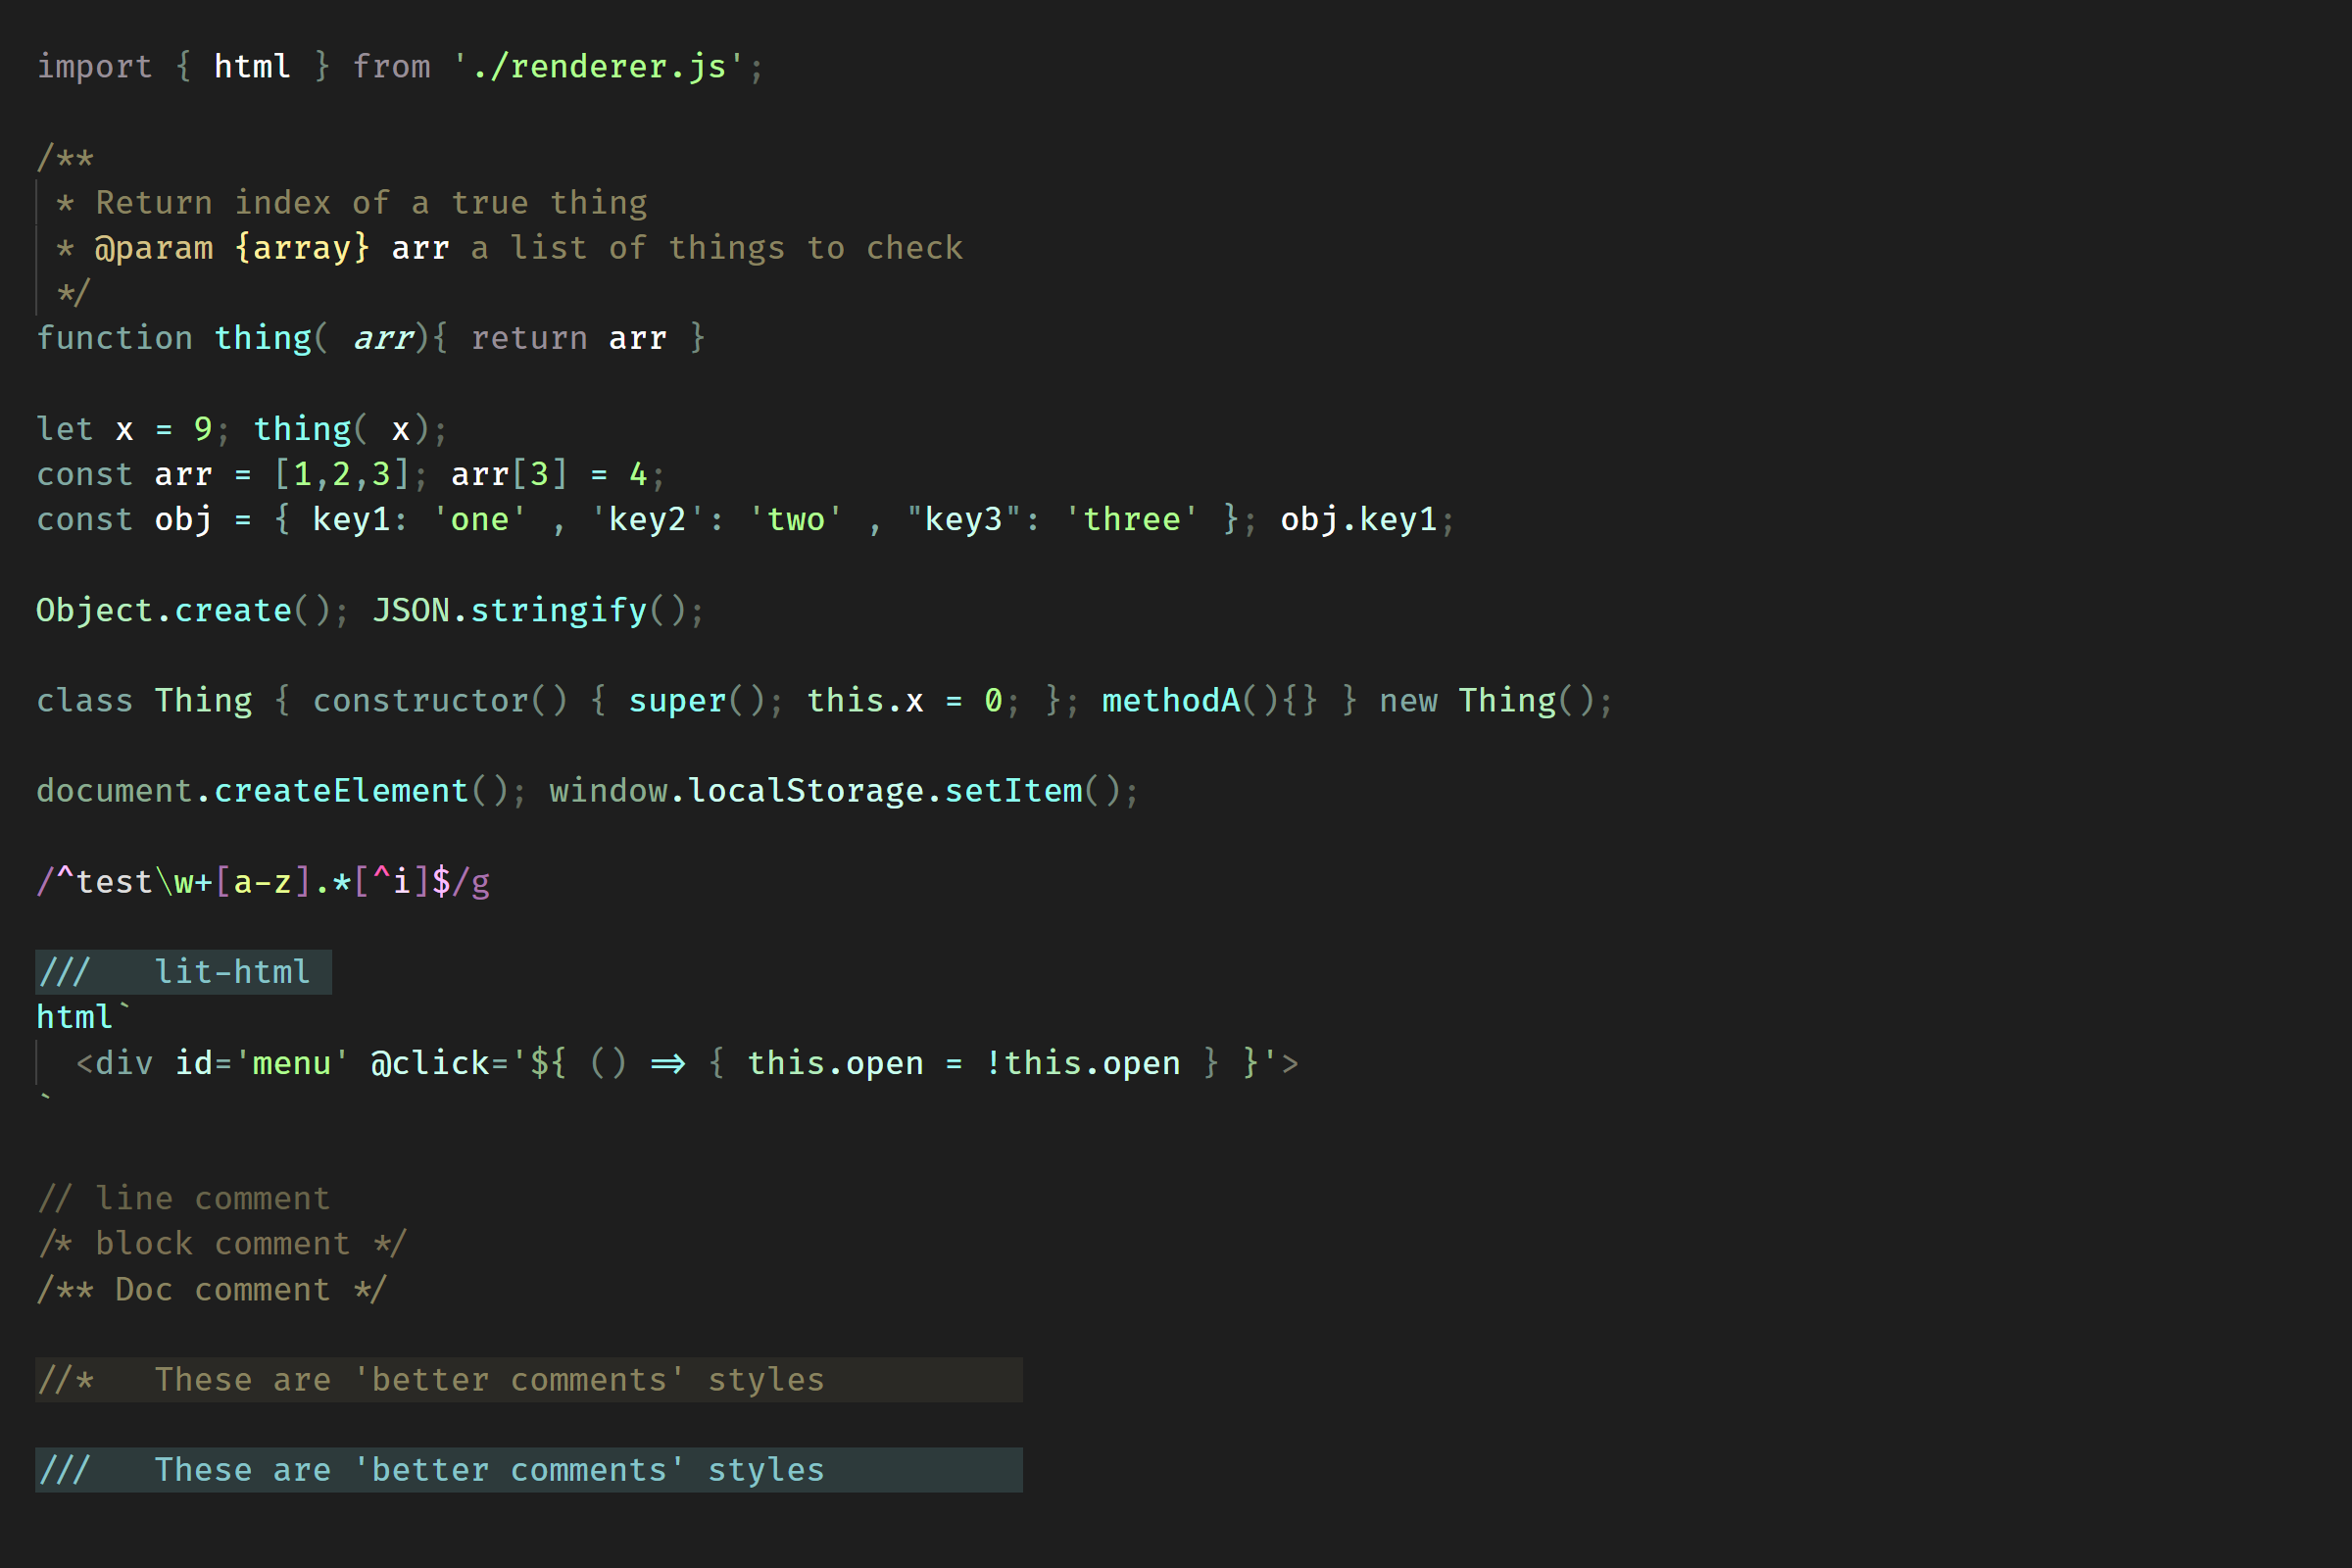 import { html } from './renderer.js';
/**
 * Return index of a true thing
 * @param {array} arr a list of things to check
 */
function thing( arr){ return arr }
let x = 9; thing( x);
const arr = [1,2,3]; arr[3] = 4;
const obj = { key1: 'one' , 'key2': 'two' , "key3": 'three' }; obj.key1;
Object.create(); JSON.stringify();
class Thing { constructor() { super(); this.x = 0; }; methodA(){} } new Thing();
document.createElement(); window.localStorage.setItem();
/^test\w+[a-z].*[^i]$/g
///   lit-html
html`
  <div id='menu' @click='${ () => { this.open = !this.open } }'>
`
// line comment
/* block comment */
/** Doc comment */
//*   These are 'better comments' styles
///   These are 'better comments' styles